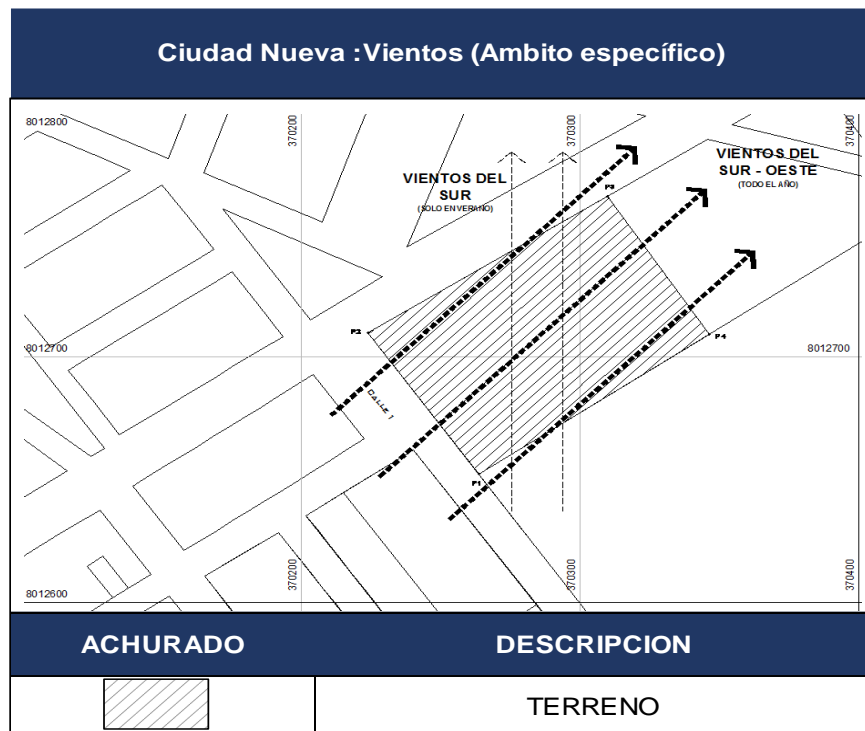 Ciudad Nueva :Vientos (Ambito específico)
8012800
370200
370300
370400
VIENTOS DEL
SUR
(SOLO EN VERANO)
VIENTOS DEL
SUR - OESTE
(TODO EL AÑO)
P3
P2
P4
8012700
8012700
CALLE 1
P1
370200
370300
370400
8012600
ACHURADO
DESCRIPCION
TERRENO